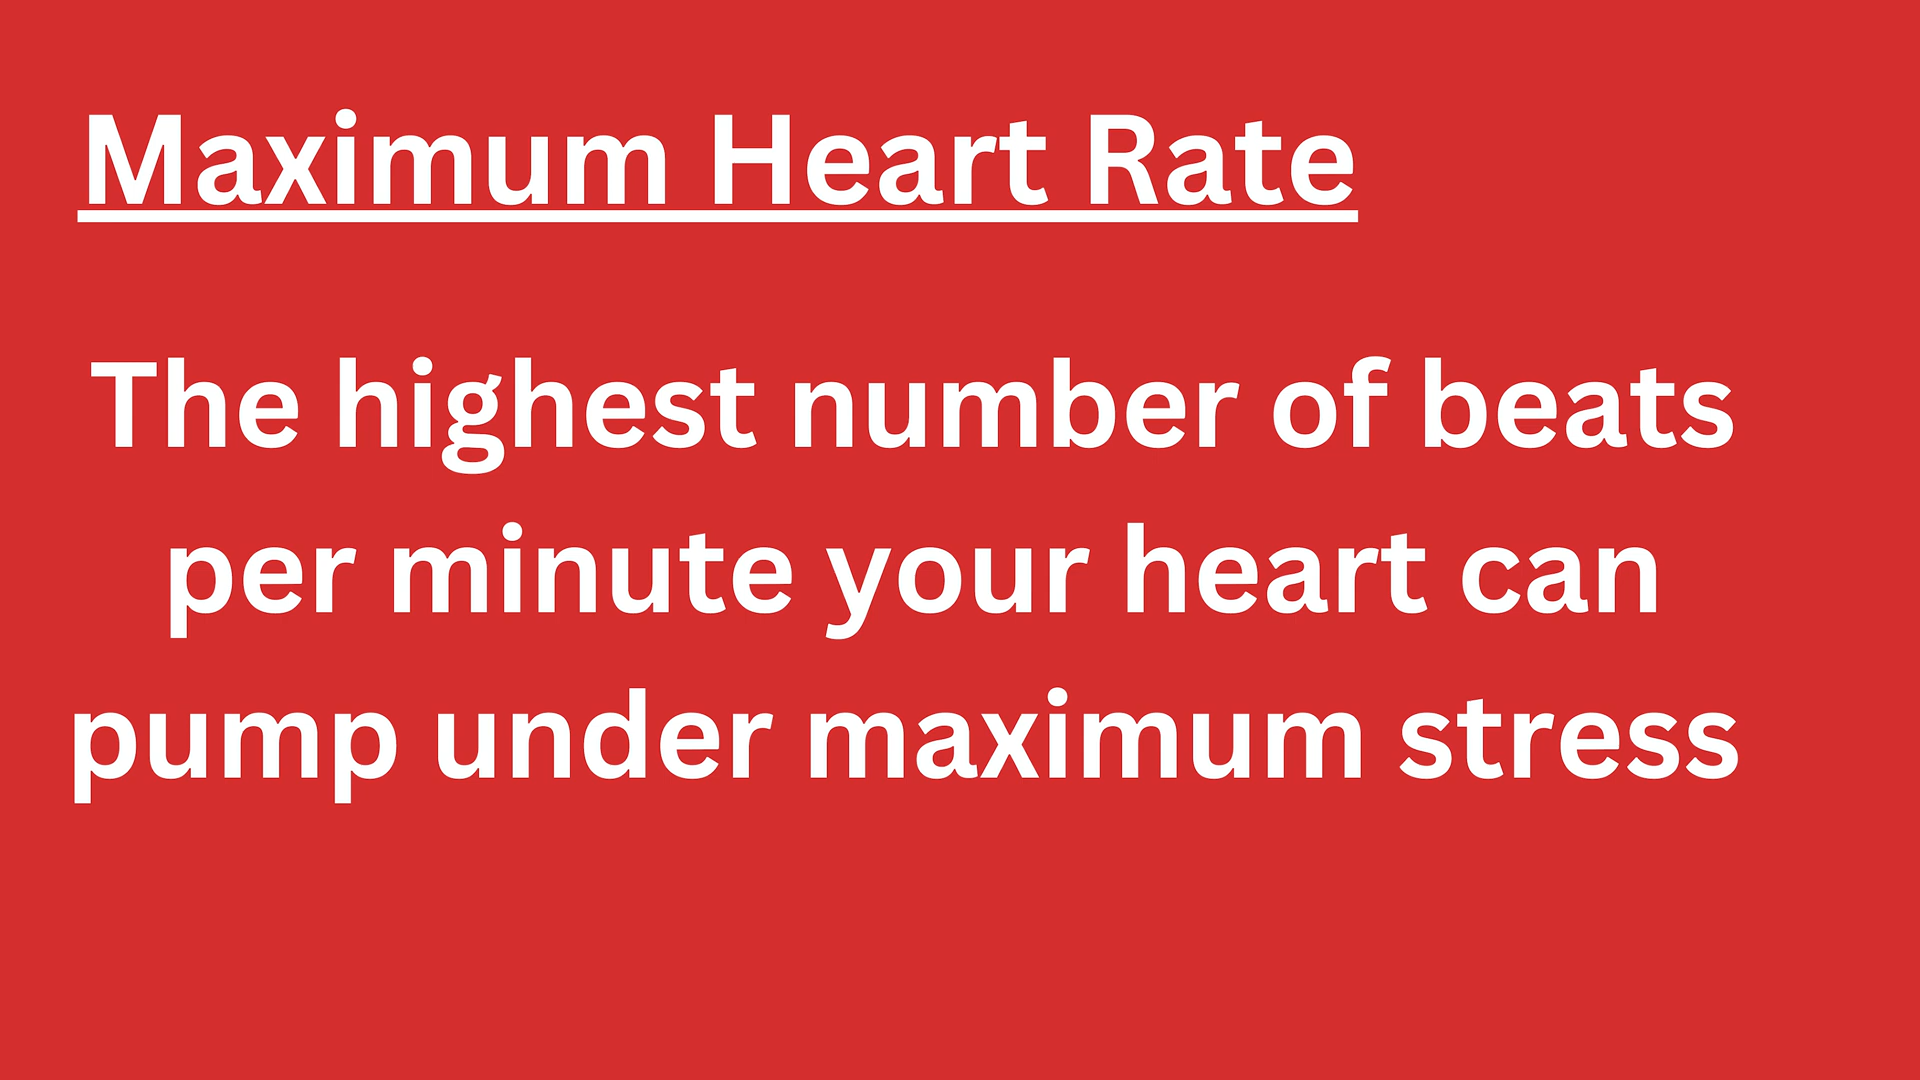 Maximum Heart Rate
The highest number of beats
per minute your heart can
pump under maximum stress